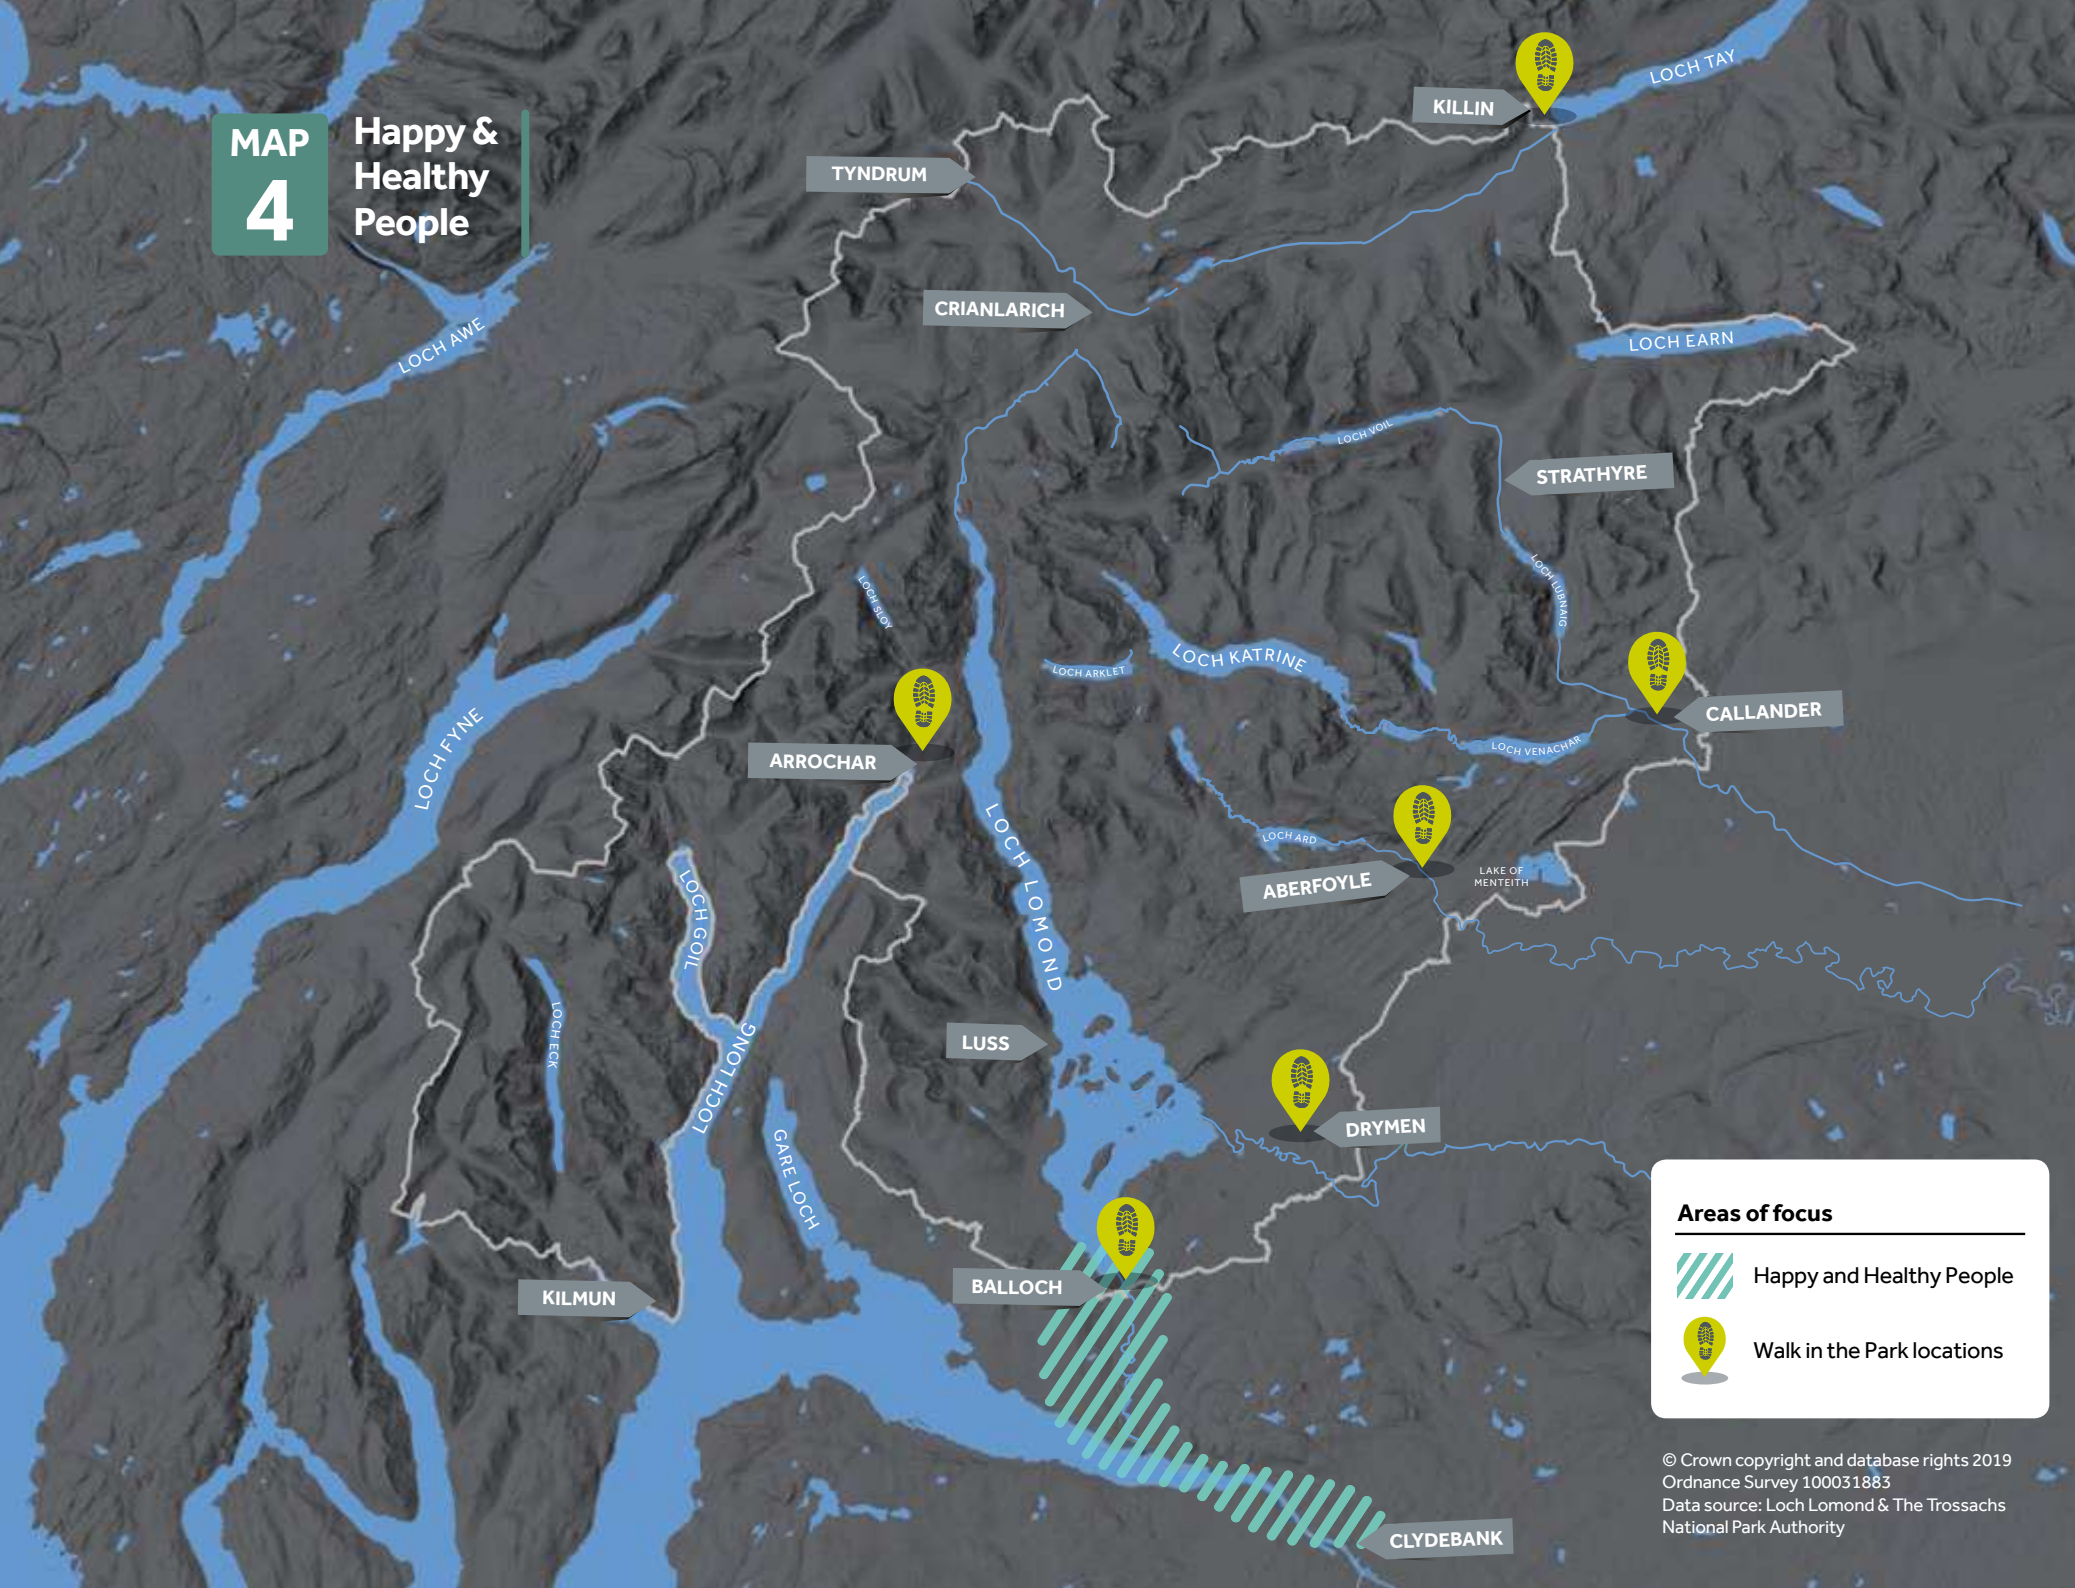 MAP
4
Happy &
Healthy
People
KILLIN
LOCH TAY
TYNDRUM
CRIANLARICH
LOCH AWE
LOCH EARN
LOCH VOIL
STRATHYRE
LOCH LUBNAIG
LOCH SLOY
LOCH KATRINE
LOCH ARKLET
CALLANDER
LOCH FYNE
LOCH VENACHAR
ARROCHAR
LOCH ARD
LAKE OF
MENTEITH
ABERFOYLE
LOCH LOMOND
LOCH GOIL
LOCH ECK
LOCH LONG
LUSS
DRYMEN
GARE LOCH
BALLOCH
KILMUN
CLYDEBANK
Areas of focus
Happy and Healthy People
Walk in the Park locations
© Crown copyright and database rights 2019
Ordnance Survey 100031883
Data source: Loch Lomond & The Trossachs
National Park Authority